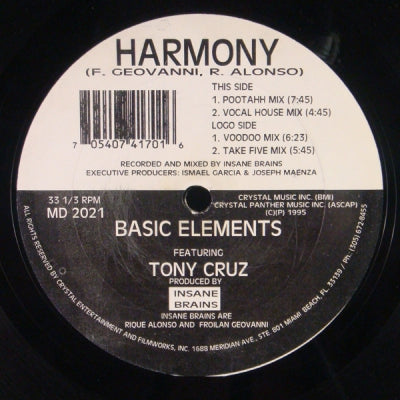 HARMONY
(F. GEOVANNI, R. ALONSO)
THIS SIDE
1. POOTAHH MIX (7:45)
2. VOCAL HOUSE MIX (4:45)
LOGO SIDE
1. VOODOO MIX (6:23)
2. TAKE FIVE MIX (5:45)
7 05407 41701 6
RECORDED AND MIXED BY INSANE BRAINS
EXECUTIVE PRODUCERS: ISMAEL GARCIA & JOSEPH MAENZA
33 1/3 RPM
MD 2021
CRYSTAL MUSIC INC. (BMI)
CRYSTAL PANTHER MUSIC INC. (ASCAP)
(C)(P) 1995
BASIC ELEMENTS
FEATURING
TONY CRUZ
PRODUCED BY
INSANE
BRAINS
INSANE BRAINS ARE
RIQUE ALONSO AND FROILAN GEOVANNI
ALL RIGHTS RESERVED BY CRYSTAL ENTERTAINMENT AND FILMWORKS, INC. 1688 MERIDIAN AVE., STE 801 MIAMI BEACH, FL 33139 / Ph: (305) 672-8455